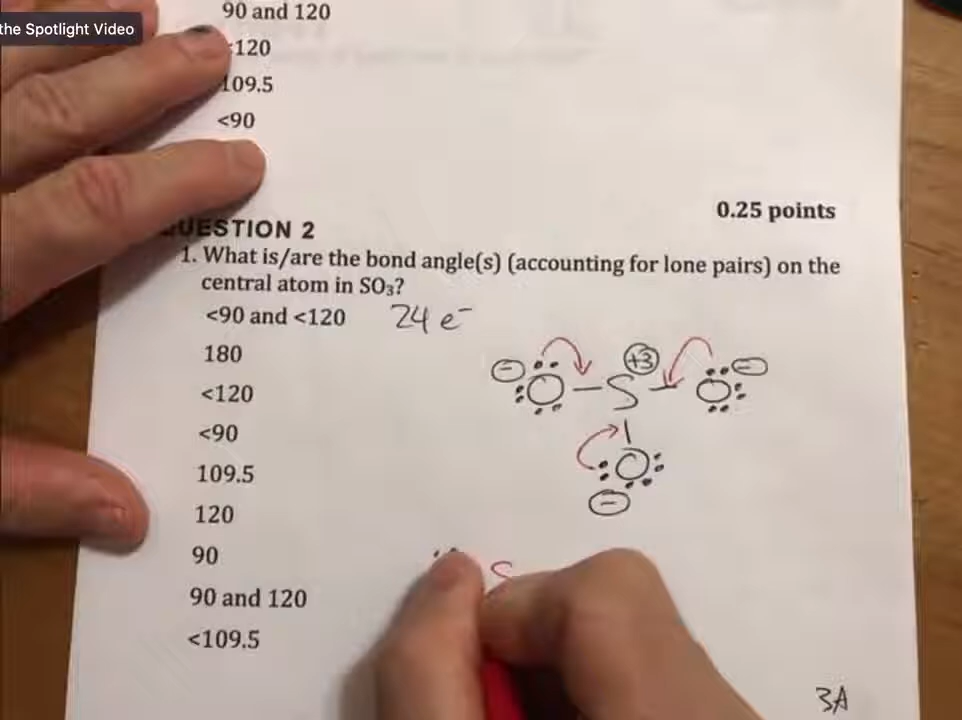 the Spotlight Video
90 and 120
<120
109.5
<90
0.25 points
QUESTION 2
1. What is/are the bond angle(s) (accounting for lone pairs) on the
central atom in SO₃?
<90 and <120 24 e⁻
180
<120
<90
109.5
120
90
90 and 120
<109.5
+3
− O − S − O −
O
−
S
3A